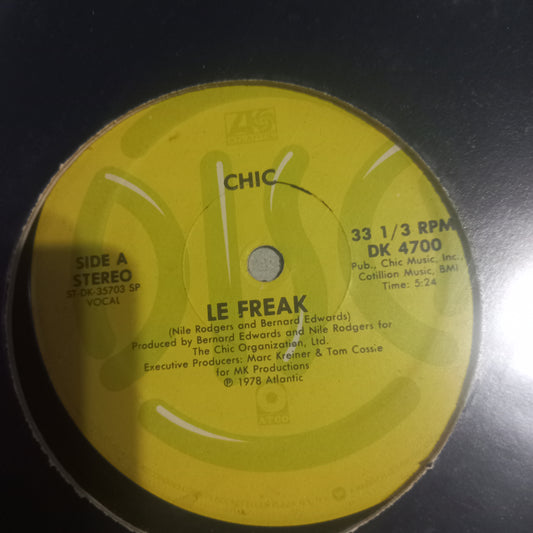 CHIC
DISCO
SIDE A
STEREO
ST-DK-35703 SP
VOCAL
33 1/3 RPM
DK 4700
Pub., Chic Music, Inc.,
Cotillion Music, BMI
Time: 5:24
LE FREAK
(Nile Rodgers and Bernard Edwards)
Produced by Bernard Edwards and Nile Rodgers for
The Chic Organization, Ltd.
Executive Producers: Marc Kreiner & Tom Cossie
for MK Productions
℗ 1978 Atlantic
ATCO